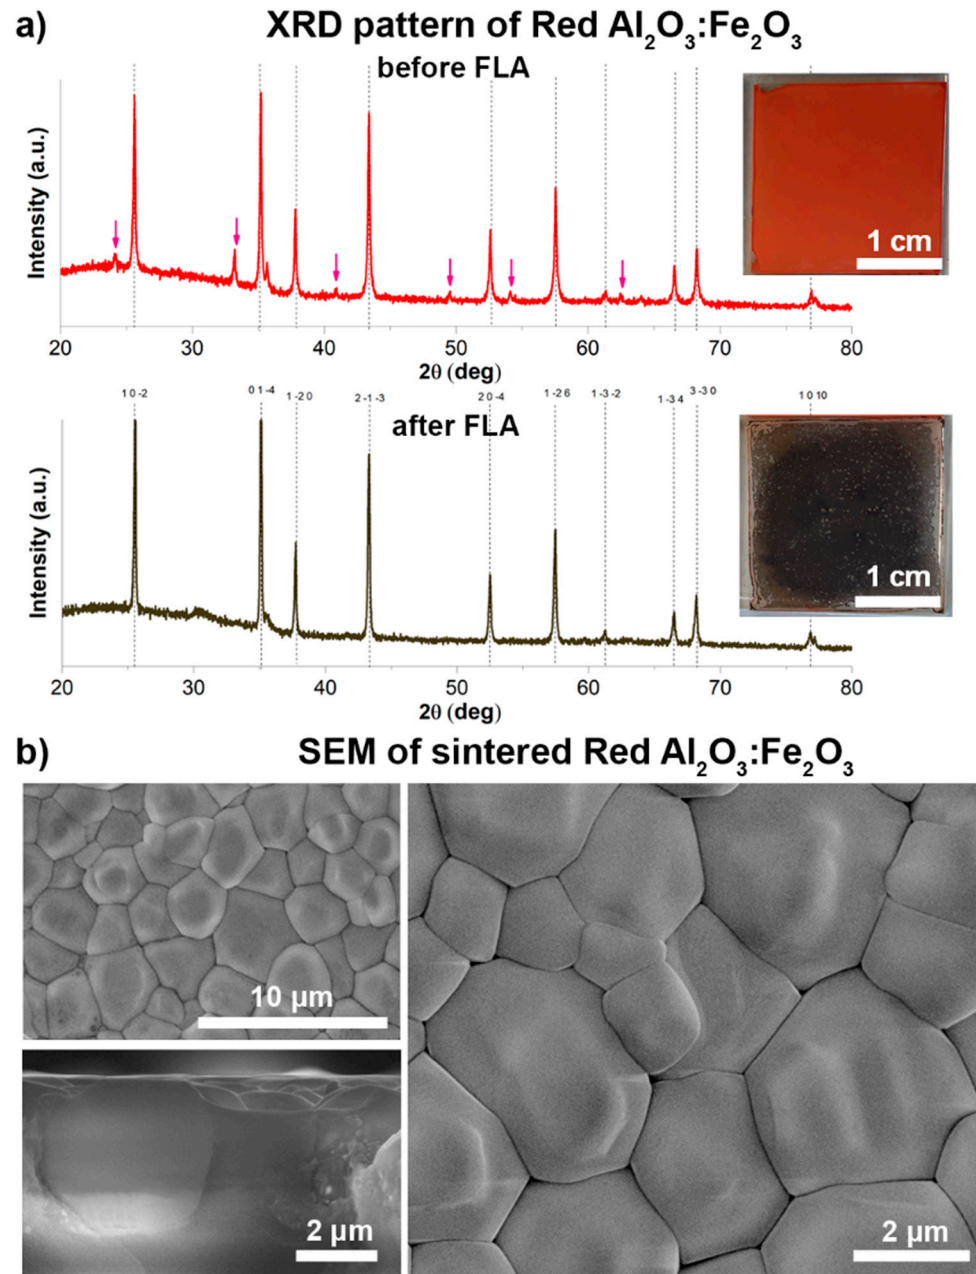 a) XRD pattern of Red Al₂O₃:Fe₂O₃
before FLA
Intensity (a.u.)
1 cm
20 30 40 50 60 70 80
2θ (deg)
1 0 -2 0 1 -4 1 -2 0 2 -1 -3 2 0 -4 1 -2 6 1 -3 -2 1 -3 4 3 -3 0 1 0 10
after FLA
Intensity (a.u.)
1 cm
20 30 40 50 60 70 80
2θ (deg)
b) SEM of sintered Red Al₂O₃:Fe₂O₃
10 µm
2 µm
2 µm